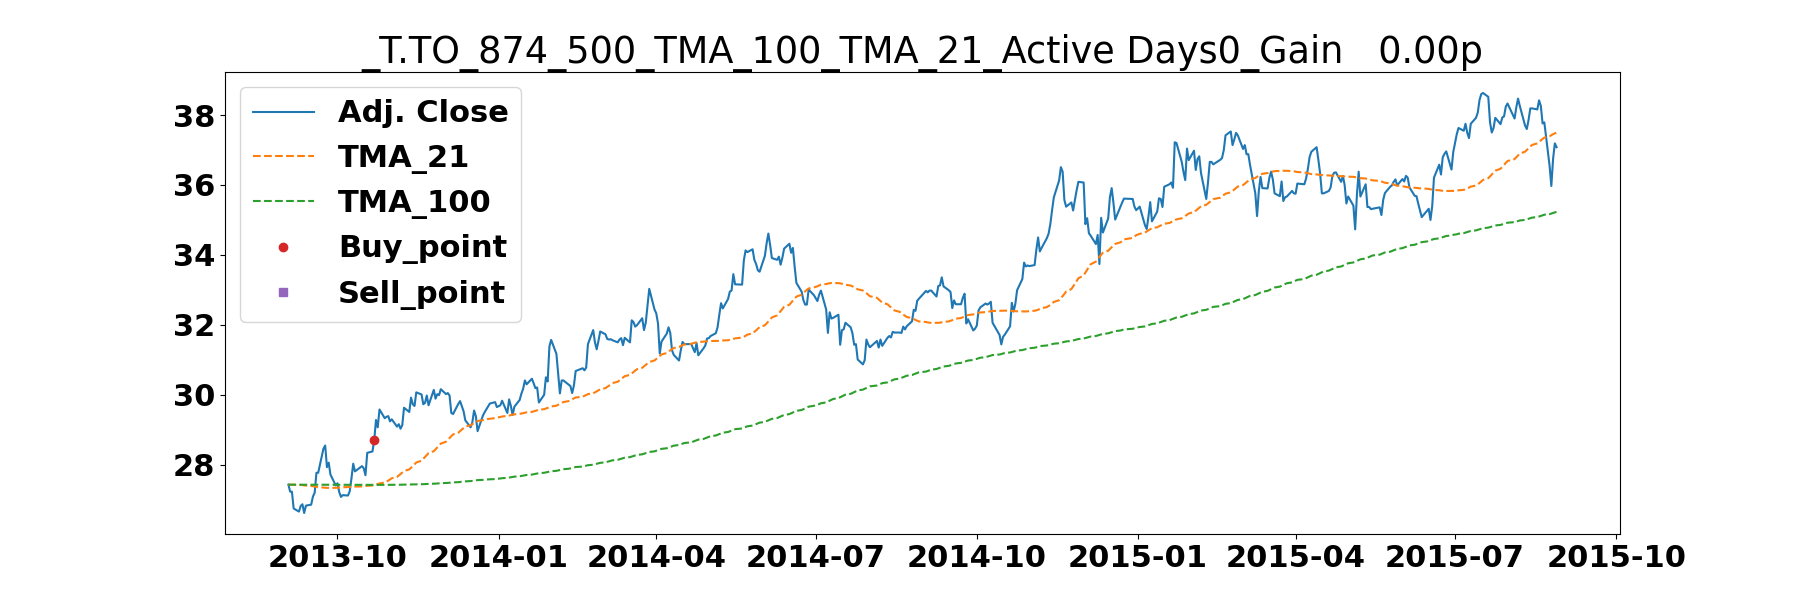 _T.TO_874_500_TMA_100_TMA_21_Active Days0_Gain   0.00p
Adj. Close
TMA_21
TMA_100
Buy_point
Sell_point
38
36
34
32
30
28
2013-10 2014-01 2014-04 2014-07 2014-10 2015-01 2015-04 2015-07 2015-10